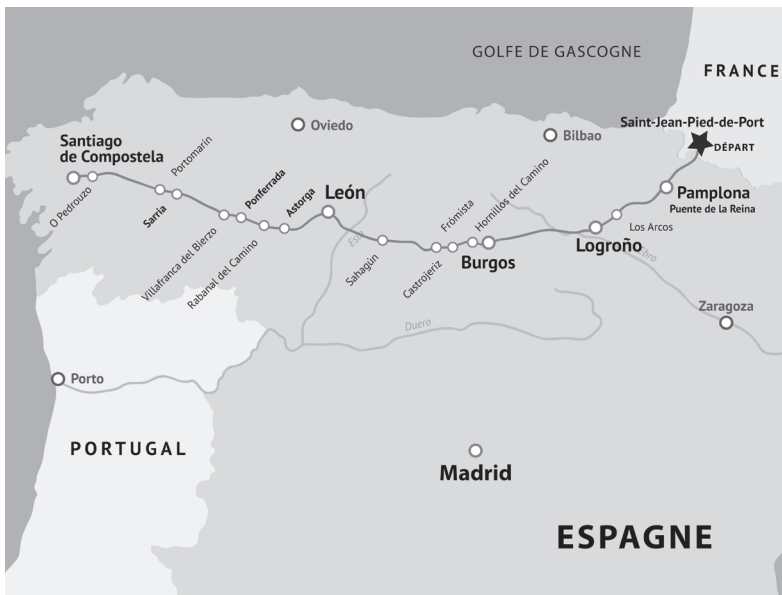 GOLFE DE GASCOGNE
FRANCE
Saint-Jean-Pied-de-Port
DÉPART
Oviedo
Bilbao
Santiago
de Compostela
Portomarín
O Pedrouzo
Sarria
Ponferrada
Villafranca del Bierzo
Astorga
Rabanal del Camino
León
Esla
Sahagún
Frómista
Hornillos del Camino
Castrojeriz
Burgos
Pamplona
Puente de la Reina
Los Arcos
Logroño
Ebro
Zaragoza
Duero
Porto
PORTUGAL
Madrid
ESPAGNE